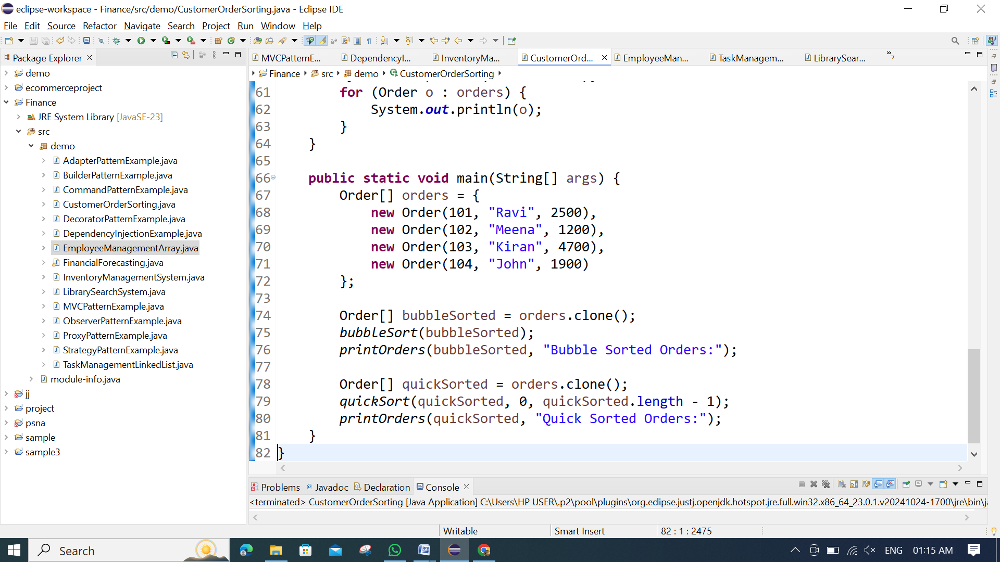 eclipse-workspace - Finance/src/demo/CustomerOrderSorting.java - Eclipse IDE
File Edit Source Refactor Navigate Search Project Run Window Help
Package Explorer
demo
ecommerceproject
Finance
JRE System Library [JavaSE-23]
src
demo
AdapterPatternExample.java
BuilderPatternExample.java
CommandPatternExample.java
CustomerOrderSorting.java
DecoratorPatternExample.java
DependencyInjectionExample.java
EmployeeManagementArray.java
FinancialForecasting.java
InventoryManagementSystem.java
LibrarySearchSystem.java
MVCPatternExample.java
ObserverPatternExample.java
ProxyPatternExample.java
StrategyPatternExample.java
TaskManagementLinkedList.java
module-info.java
jj
project
psna
sample
sample3
MVCPatternE... DependencyI... InventoryMa... CustomerOrd... EmployeeMan... TaskManagem... LibrarySear... 7
Finance src demo CustomerOrderSorting
61 for (Order o : orders) {
62 System.out.println(o);
63 }
64 }
65
66 public static void main(String[] args) {
67 Order[] orders = {
68 new Order(101, "Ravi", 2500),
69 new Order(102, "Meena", 1200),
70 new Order(103, "Kiran", 4700),
71 new Order(104, "John", 1900)
72 };
73
74 Order[] bubbleSorted = orders.clone();
75 bubbleSort(bubbleSorted);
76 printOrders(bubbleSorted, "Bubble Sorted Orders:");
77
78 Order[] quickSorted = orders.clone();
79 quickSort(quickSorted, 0, quickSorted.length - 1);
80 printOrders(quickSorted, "Quick Sorted Orders:");
81 }
82 }
Problems Javadoc Declaration Console
<terminated> CustomerOrderSorting [Java Application] C:\Users\HP USER\.p2\pool\plugins\org.eclipse.justj.openjdk.hotspot.jre.full.win32.x86_64_23.0.1.v20241024-1700\jre\bin\j
Writable Smart Insert 82 : 1 : 2475
Search ENG 01:15 AM